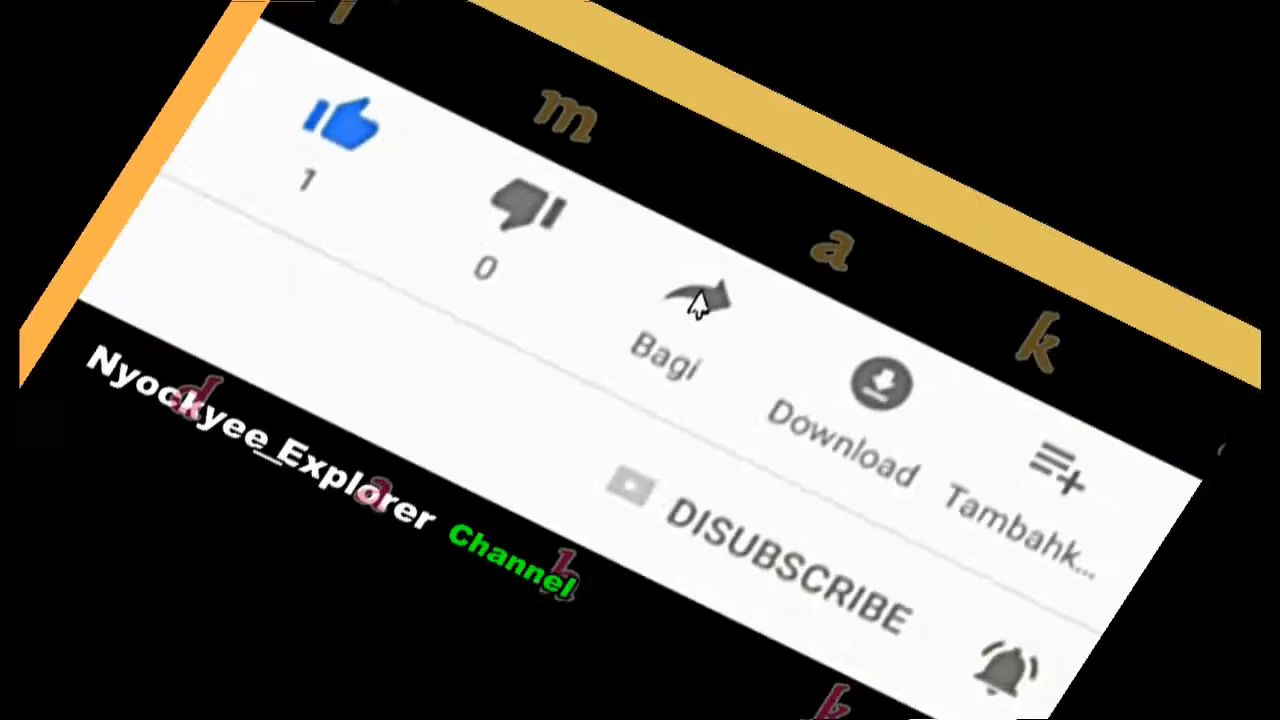 m a k
1
0
Bagi
Download
Tambahk...
DISUBSCRIBE
Nyockyee_Explorer Channel
d a k